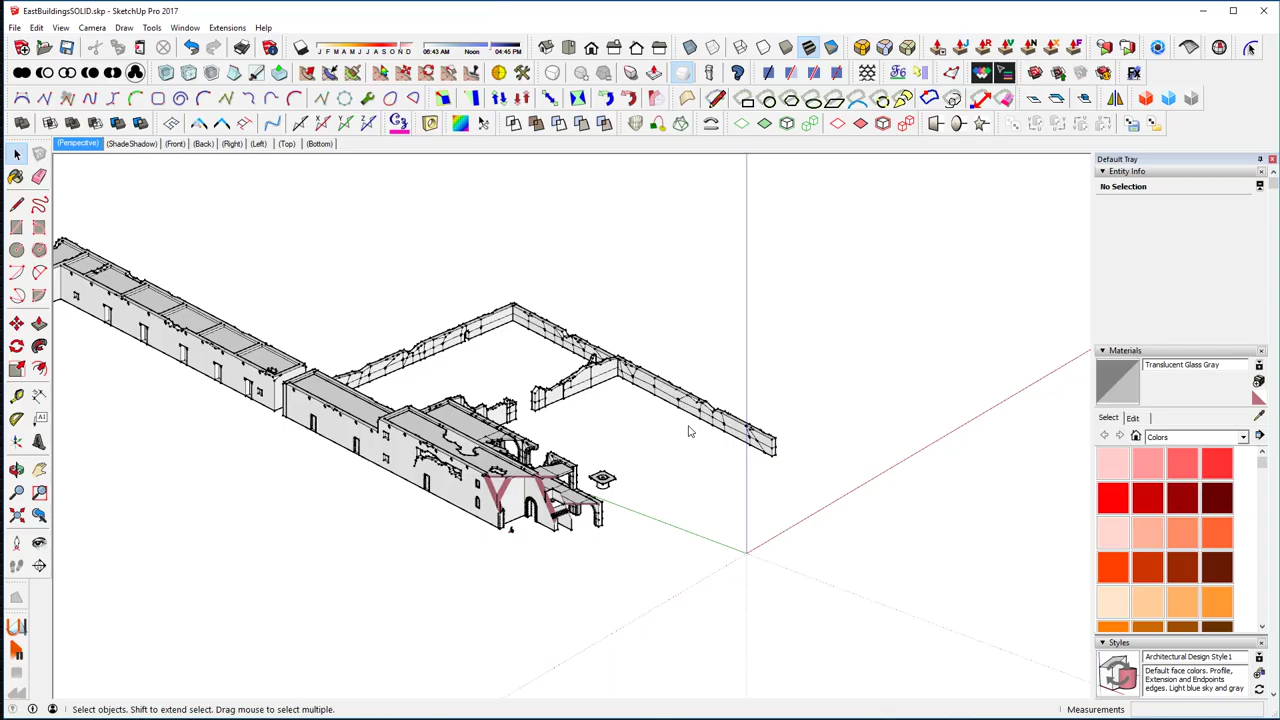 EastBuildingsSOLID.skp - SketchUp Pro 2017
File Edit View Camera Draw Tools Window Extensions Help
J F M A M J J A S O N D 06:43 AM Noon 04:45 PM
(Perspective) (ShadeShadow) (Front) (Back) (Right) (Left) (Top) (Bottom)
Default Tray
Entity Info
No Selection
Materials
Translucent Glass Gray
Select Edit
Colors
Styles
Architectural Design Style1
Default face colors. Profile,
Extension and Endpoints
edges. Light blue sky and gray
Select objects. Shift to extend select. Drag mouse to select multiple.
Measurements